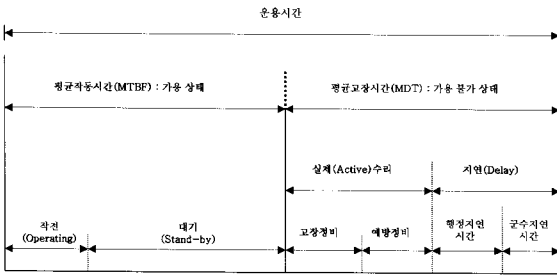 운용시간
평균작동시간(MTBF) : 가용 상태
평균고장시간(MDT) : 가용 불가 상태
실제(Active)수리
지연(Delay)
작전
(Operating)
대기
(Stand-by)
고장정비
예방정비
행정지연
시간
군수지연
시간